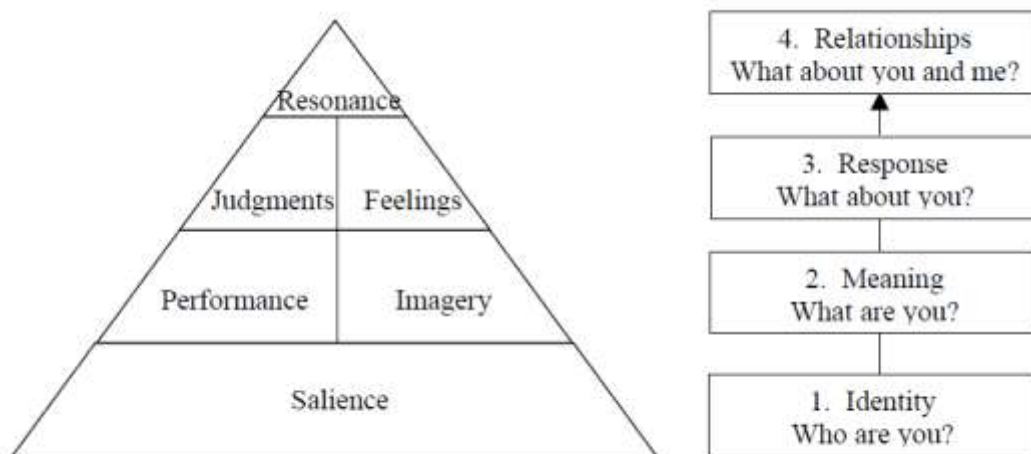 Resonance
Judgments
Feelings
Performance
Imagery
Salience
4. Relationships
What about you and me?
3. Response
What about you?
2. Meaning
What are you?
1. Identity
Who are you?